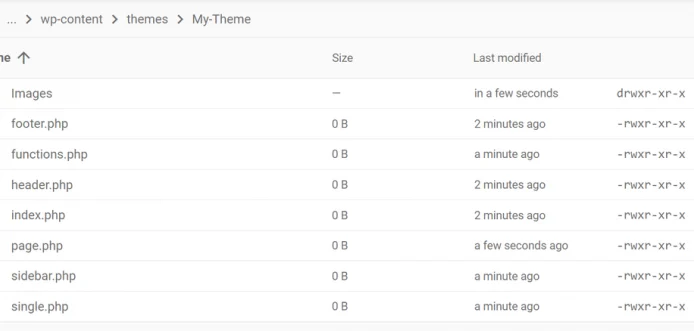 ... > wp-content > themes > My-Theme
ne ↑ Size Last modified
Images — in a few seconds drwxr-xr-x
footer.php 0 B 2 minutes ago -rwxr-xr-x
functions.php 0 B a minute ago -rwxr-xr-x
header.php 0 B 2 minutes ago -rwxr-xr-x
index.php 0 B 2 minutes ago -rwxr-xr-x
page.php 0 B a few seconds ago -rwxr-xr-x
sidebar.php 0 B a minute ago -rwxr-xr-x
single.php 0 B a minute ago -rwxr-xr-x